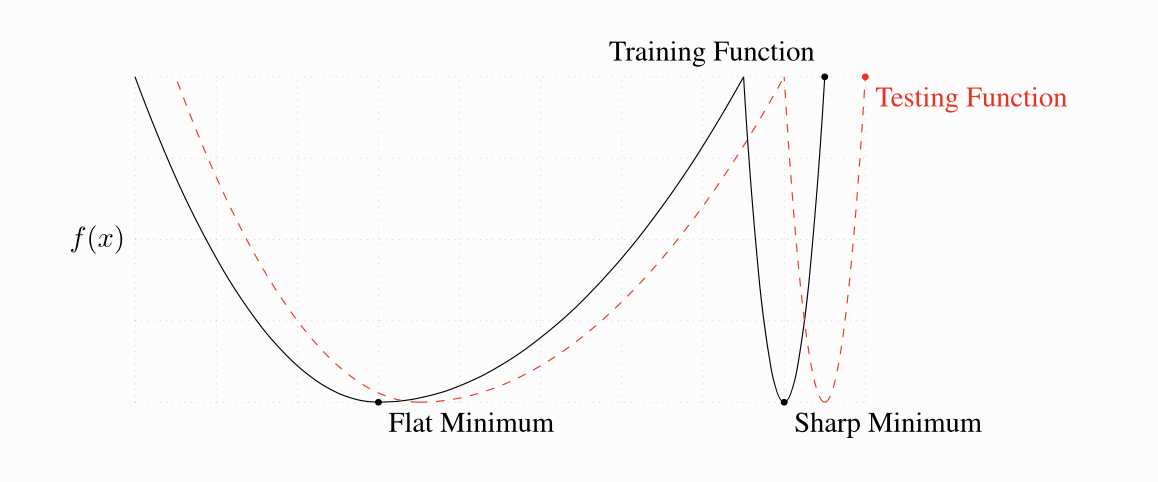 Training Function
Testing Function
f(x)
Flat Minimum
Sharp Minimum